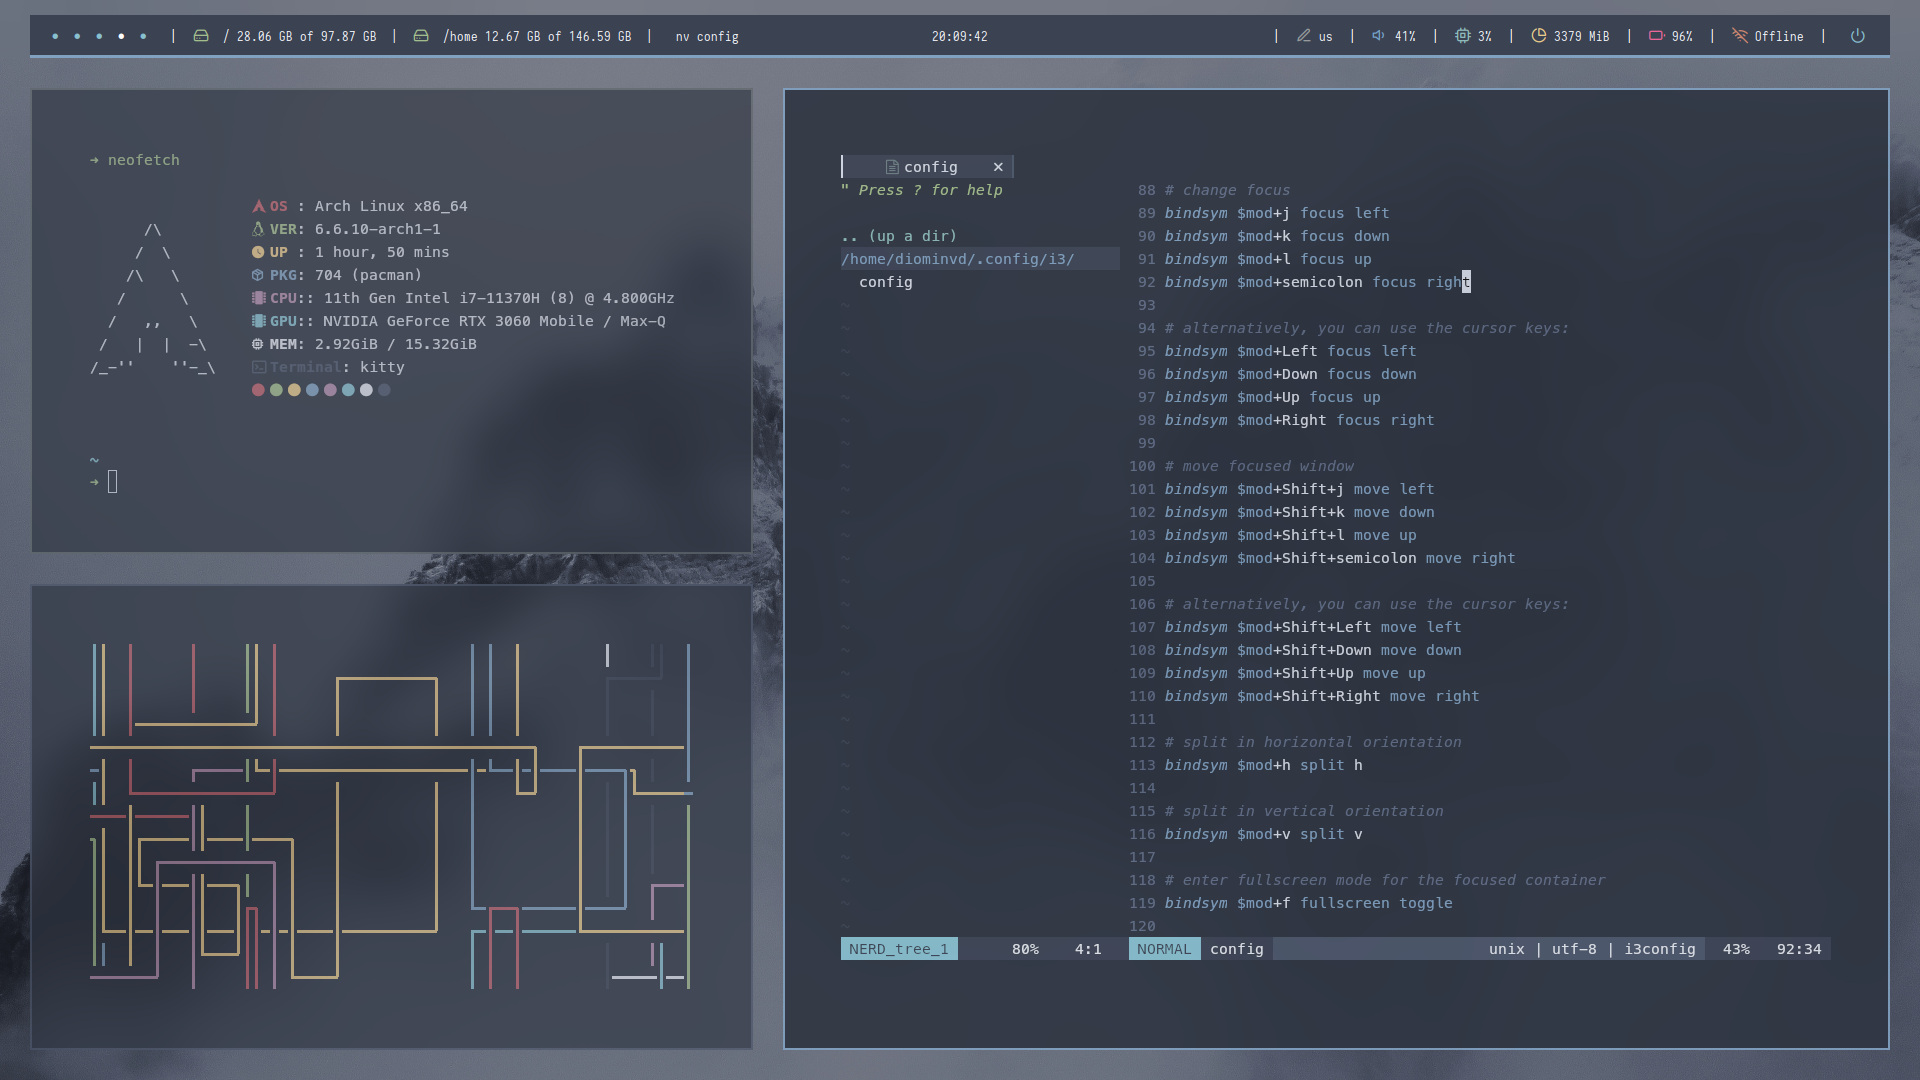 / 28.06 GB of 97.87 GB | /home 12.67 GB of 146.59 GB | nv config 20:09:42 | us | 41% | 3% | 3379 MiB | 96% | Offline |
➜ neofetch
OS : Arch Linux x86_64
VER: 6.6.10-arch1-1
UP : 1 hour, 50 mins
PKG: 704 (pacman)
CPU:: 11th Gen Intel i7-11370H (8) @ 4.800GHz
GPU:: NVIDIA GeForce RTX 3060 Mobile / Max-Q
MEM: 2.92GiB / 15.32GiB
Terminal: kitty
~
➜
config ✕
" Press ? for help
.. (up a dir)
/home/diominvd/.config/i3/
config
88 # change focus
89 bindsym $mod+j focus left
90 bindsym $mod+k focus down
91 bindsym $mod+l focus up
92 bindsym $mod+semicolon focus right
93
94 # alternatively, you can use the cursor keys:
95 bindsym $mod+Left focus left
96 bindsym $mod+Down focus down
97 bindsym $mod+Up focus up
98 bindsym $mod+Right focus right
99
100 # move focused window
101 bindsym $mod+Shift+j move left
102 bindsym $mod+Shift+k move down
103 bindsym $mod+Shift+l move up
104 bindsym $mod+Shift+semicolon move right
105
106 # alternatively, you can use the cursor keys:
107 bindsym $mod+Shift+Left move left
108 bindsym $mod+Shift+Down move down
109 bindsym $mod+Shift+Up move up
110 bindsym $mod+Shift+Right move right
111
112 # split in horizontal orientation
113 bindsym $mod+h split h
114
115 # split in vertical orientation
116 bindsym $mod+v split v
117
118 # enter fullscreen mode for the focused container
119 bindsym $mod+f fullscreen toggle
120
NERD_tree_1 80% 4:1 NORMAL config unix | utf-8 | i3config 43% 92:34